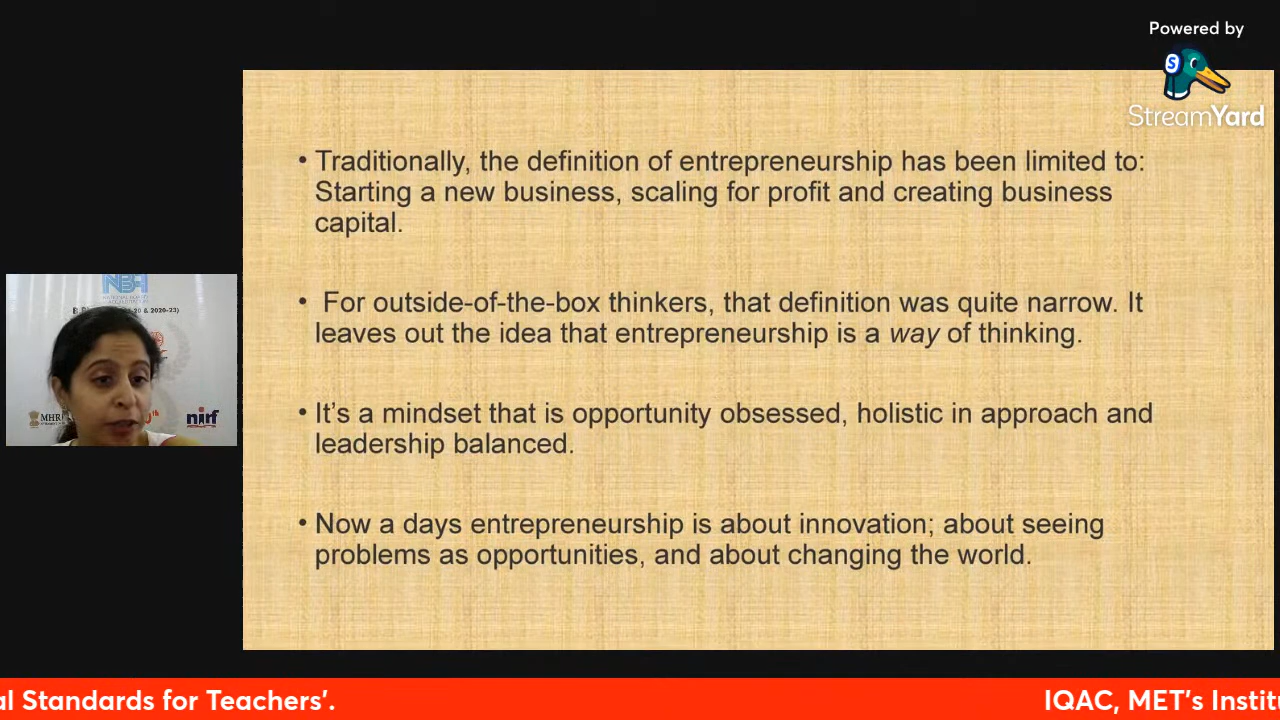 Powered by
StreamYard
• Traditionally, the definition of entrepreneurship has been limited to:
Starting a new business, scaling for profit and creating business
capital.
• For outside-of-the-box thinkers, that definition was quite narrow. It
leaves out the idea that entrepreneurship is a way of thinking.
• It’s a mindset that is opportunity obsessed, holistic in approach and
leadership balanced.
• Now a days entrepreneurship is about innovation; about seeing
problems as opportunities, and about changing the world.
NBA
& 2020-23)
MHR
nirf
al Standards for Teachers’.
IQAC, MET’s Institu